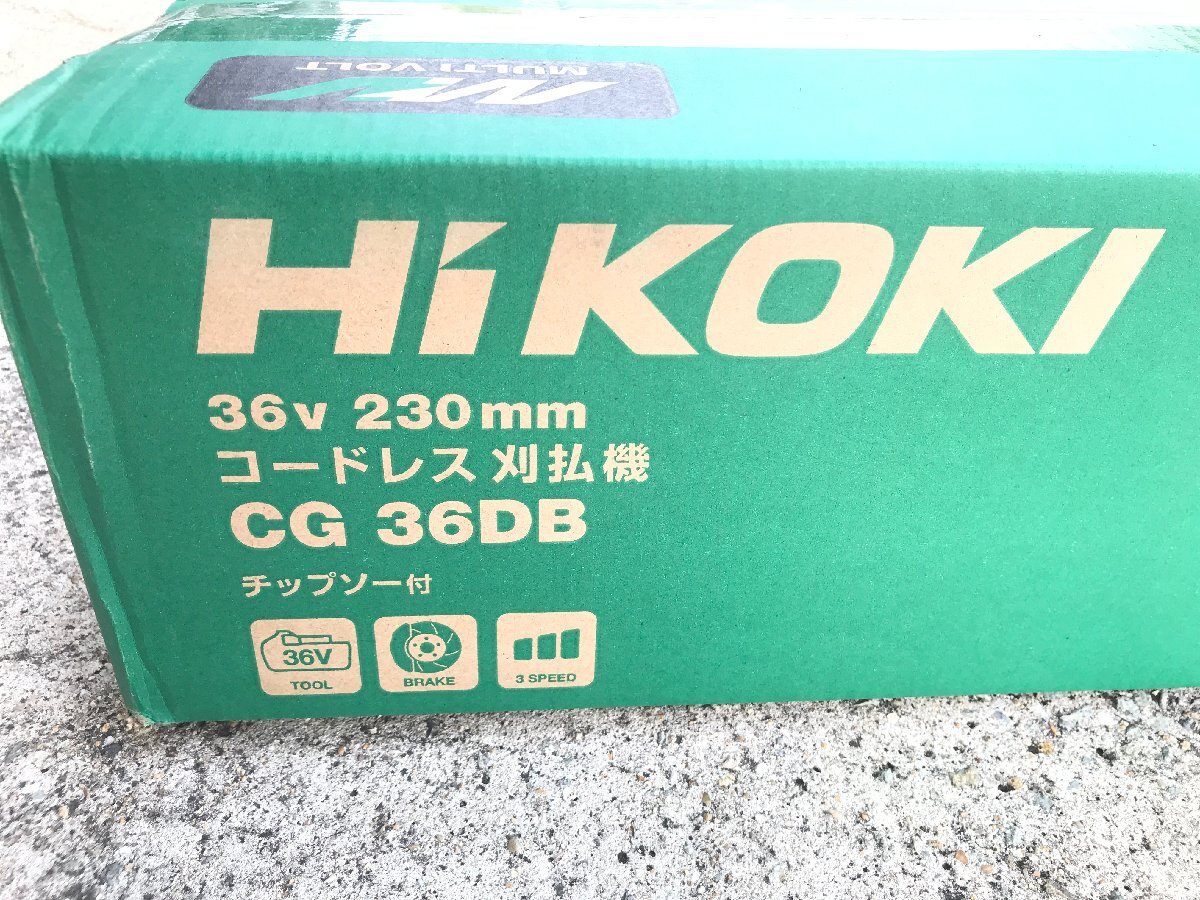 MULTI VOLT
HiKOKI
36v 230mm
コードレス 刈払機
CG 36DB
チップソー付
36V
TOOL
BRAKE
3 SPEED